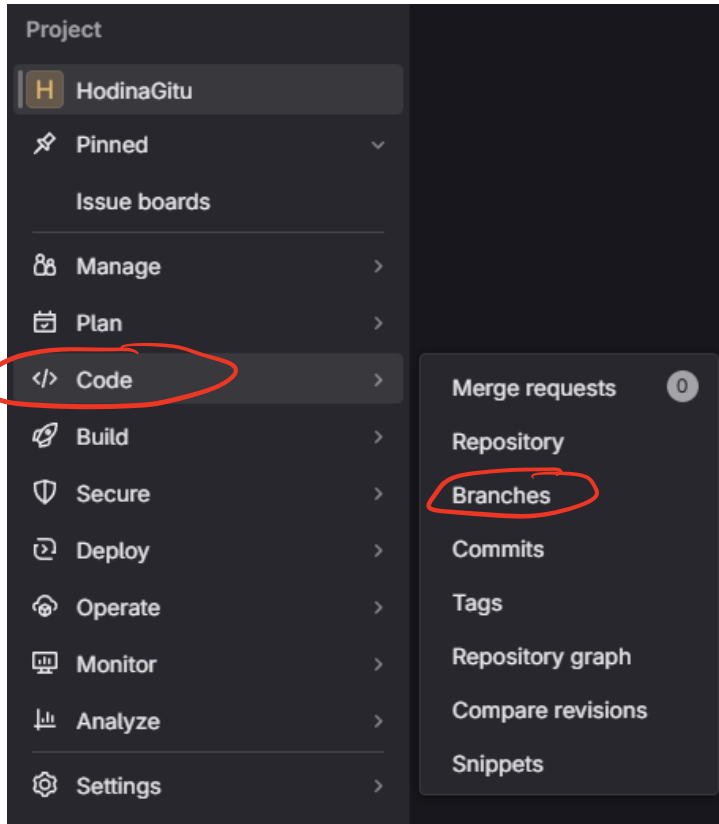 Project
H HodinaGitu
Pinned
Issue boards
Manage
Plan
</> Code
Build
Secure
Deploy
Operate
Monitor
Analyze
Settings
Merge requests 0
Repository
Branches
Commits
Tags
Repository graph
Compare revisions
Snippets